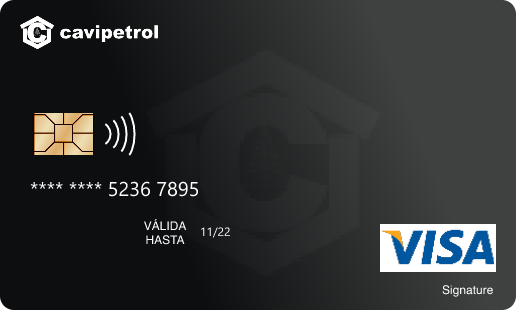 cavipetrol
**** **** 5236 7895
VÁLIDA
HASTA
11/22
VISA
Signature